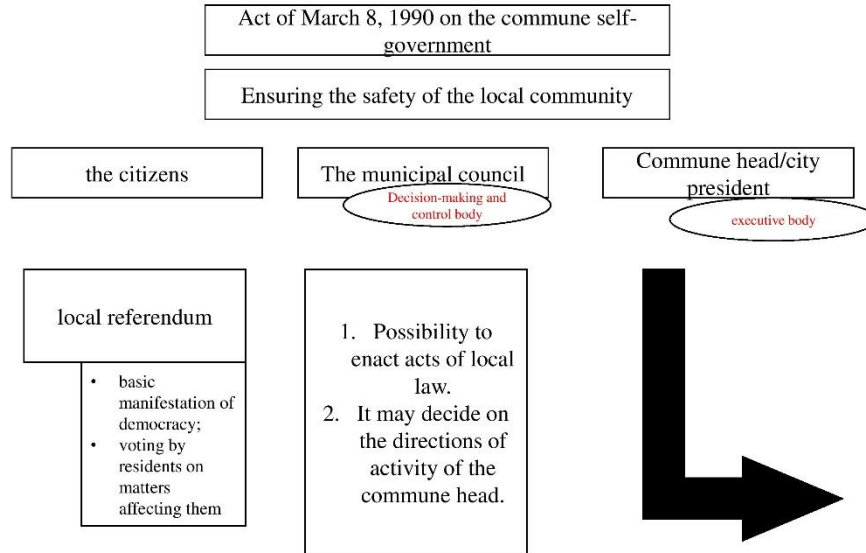 Act of March 8, 1990 on the commune self-
government
Ensuring the safety of the local community
the citizens
The municipal council
Decision-making and
control body
Commune head/city
president
executive body
local referendum
• basic
manifestation of
democracy;
• voting by
residents on
matters
affecting them
1. Possibility to
enact acts of local
law.
2. It may decide on
the directions of
activity of the
commune head.